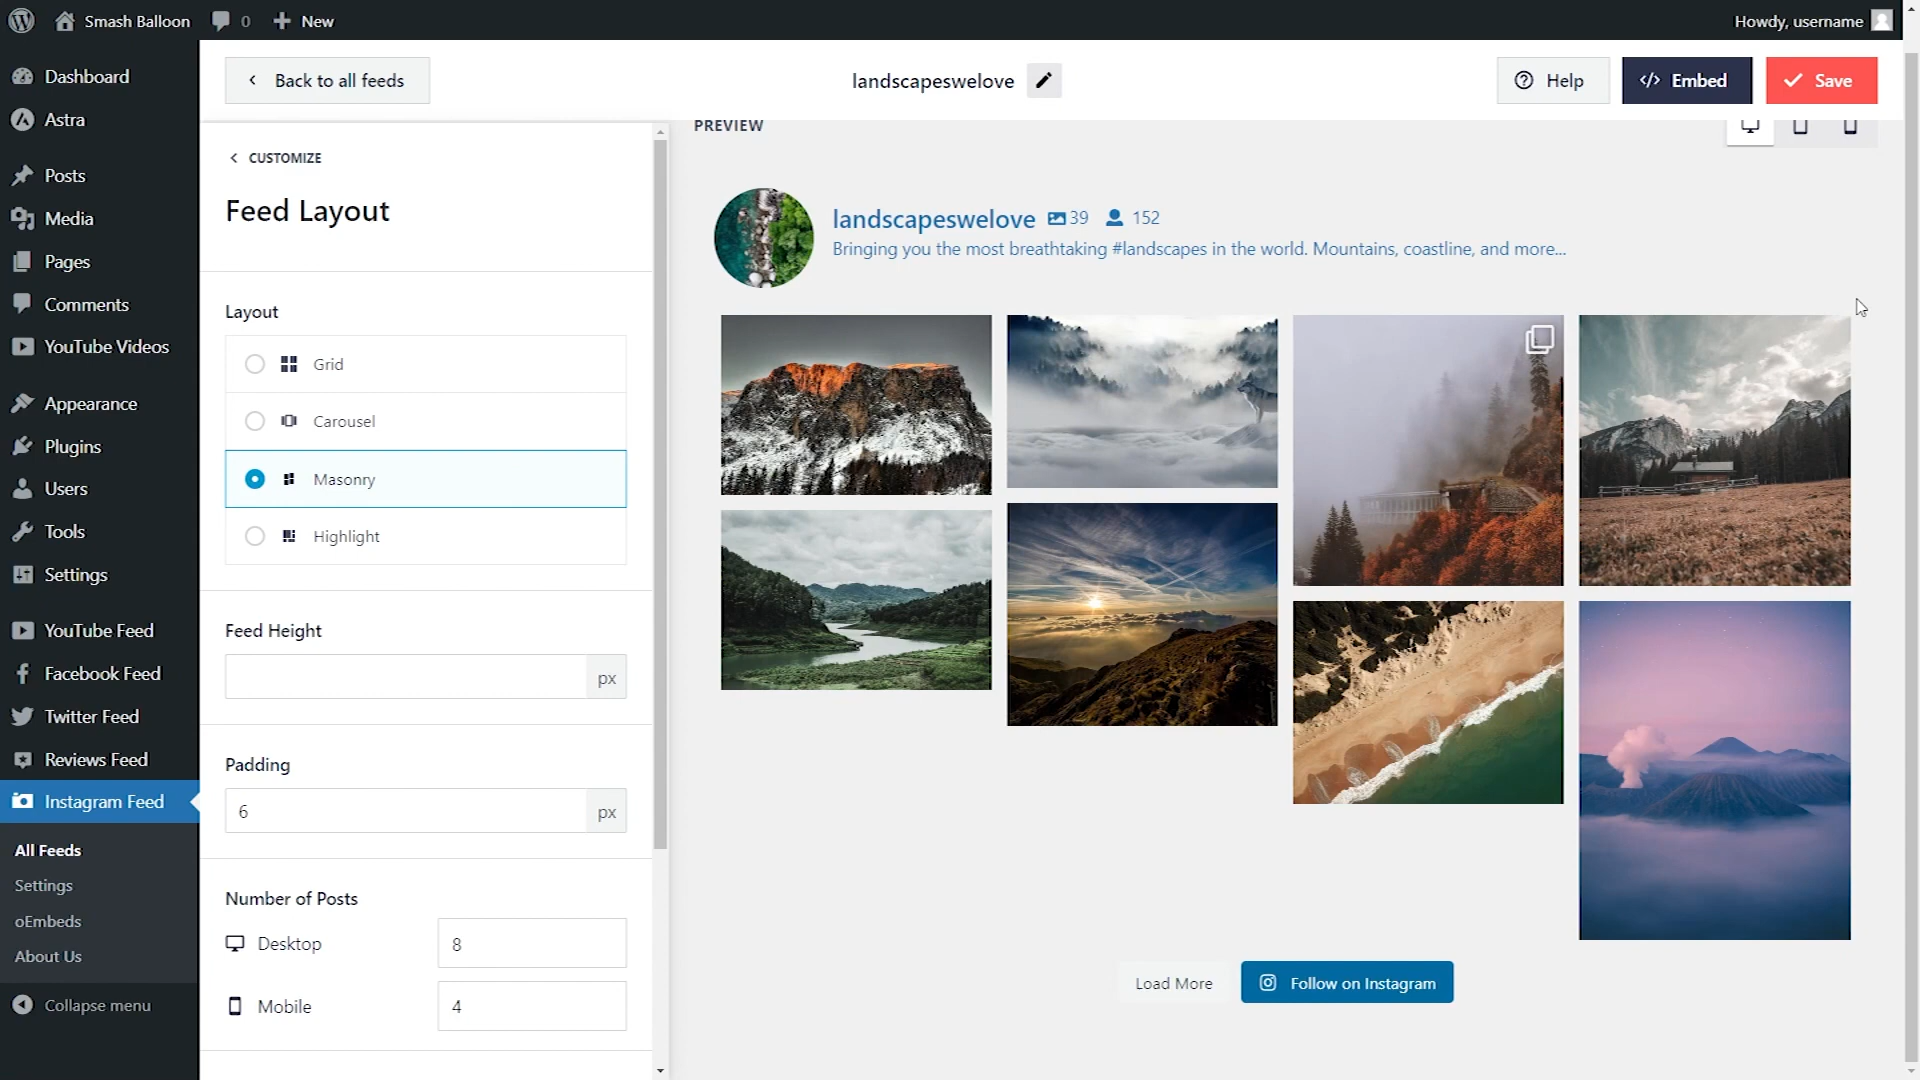 Smash Balloon
0
New
Howdy, username
Dashboard
Astra
Posts
Media
Pages
Comments
YouTube Videos
Appearance
Plugins
Users
Tools
Settings
YouTube Feed
Facebook Feed
Twitter Feed
Reviews Feed
Instagram Feed
All Feeds
Settings
oEmbeds
About Us
Collapse menu
Back to all feeds
landscapeswelove
Help
Embed
Save
CUSTOMIZE
Feed Layout
Layout
Grid
Carousel
Masonry
Highlight
Feed Height
px
Padding
6 px
Number of Posts
Desktop 8
Mobile 4
PREVIEW
landscapeswelove 39 152
Bringing you the most breathtaking #landscapes in the world. Mountains, coastline, and more...
Load More
Follow on Instagram